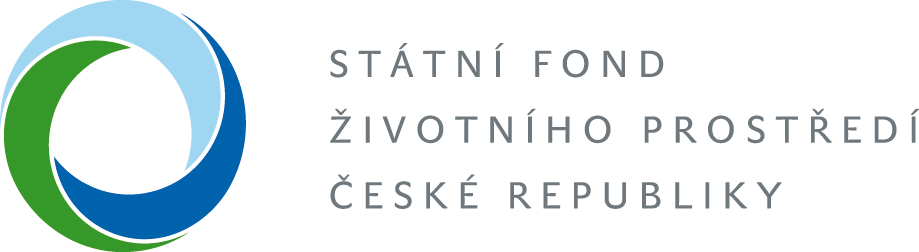 STÁTNÍ FOND
ŽIVOTNÍHO PROSTŘEDÍ
ČESKÉ REPUBLIKY